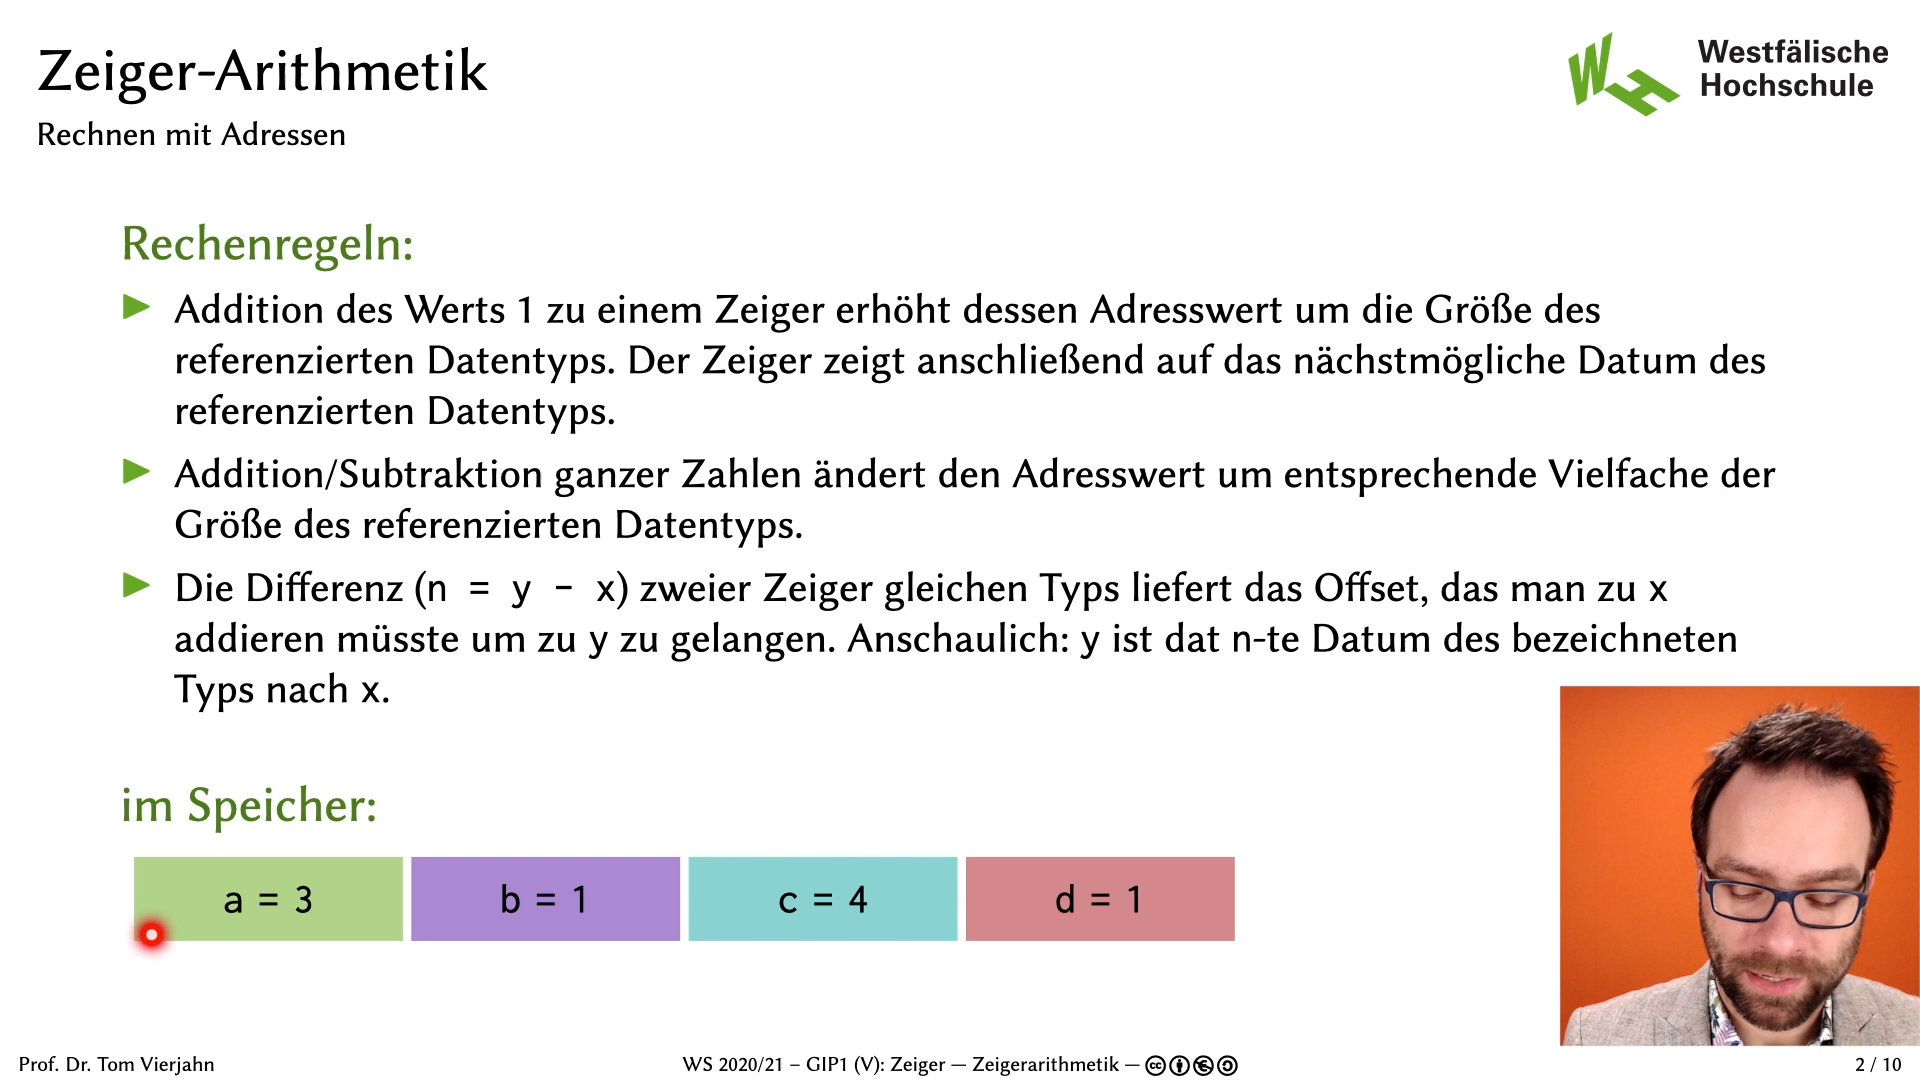 Zeiger-Arithmetik
Rechnen mit Adressen
Westfälische
Hochschule
Rechenregeln:
Addition des Werts 1 zu einem Zeiger erhöht dessen Adresswert um die Größe des
referenzierten Datentyps. Der Zeiger zeigt anschließend auf das nächstmögliche Datum des
referenzierten Datentyps.
Addition/Subtraktion ganzer Zahlen ändert den Adresswert um entsprechende Vielfache der
Größe des referenzierten Datentyps.
Die Differenz (n = y - x) zweier Zeiger gleichen Typs liefert das Offset, das man zu x
addieren müsste um zu y zu gelangen. Anschaulich: y ist dat n-te Datum des bezeichneten
Typs nach x.
im Speicher:
a = 3 b = 1 c = 4 d = 1
Prof. Dr. Tom Vierjahn WS 2020/21 – GIP1 (V): Zeiger — Zeigerarithmetik — 2 / 10